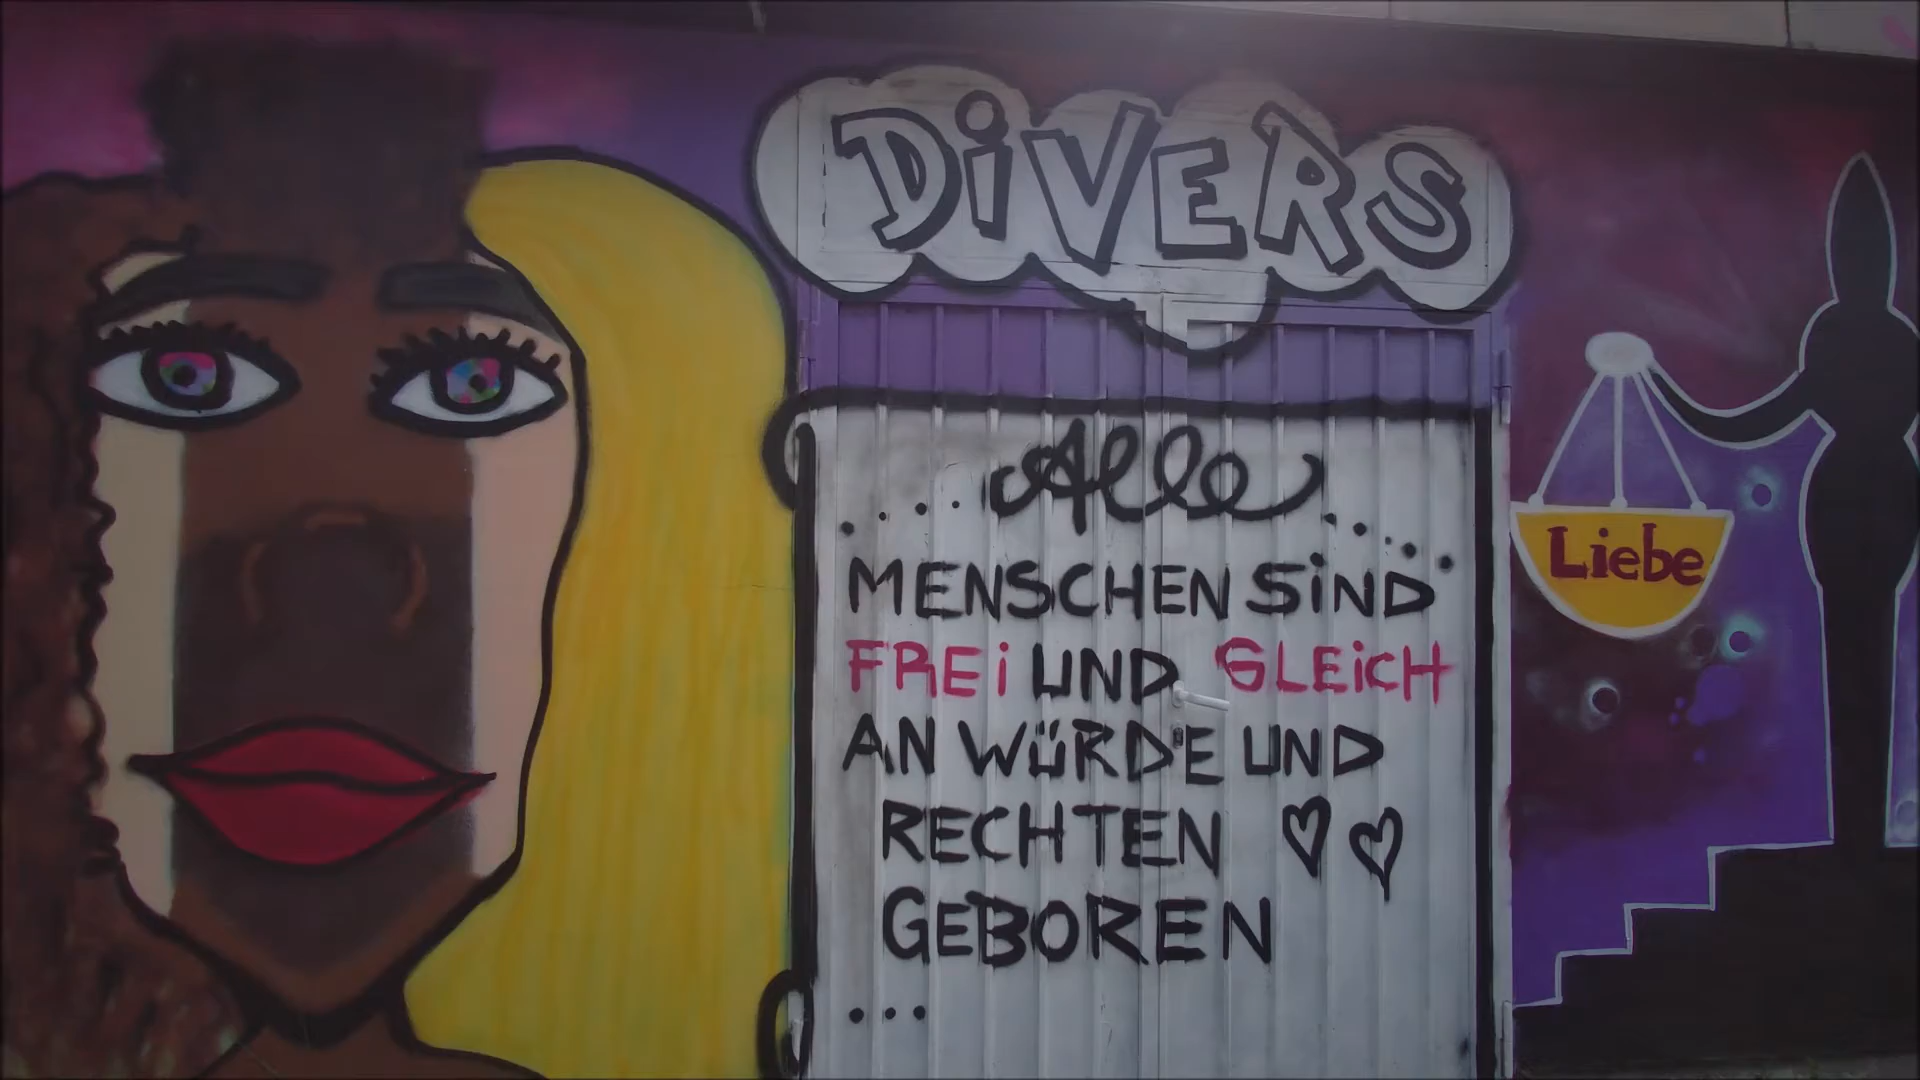 DiVERS
Alle
MENSCHEN SiND
FREi UND GLEiCH
AN WÜRDE UND
RECHTEN
GEBOREN
...
Liebe